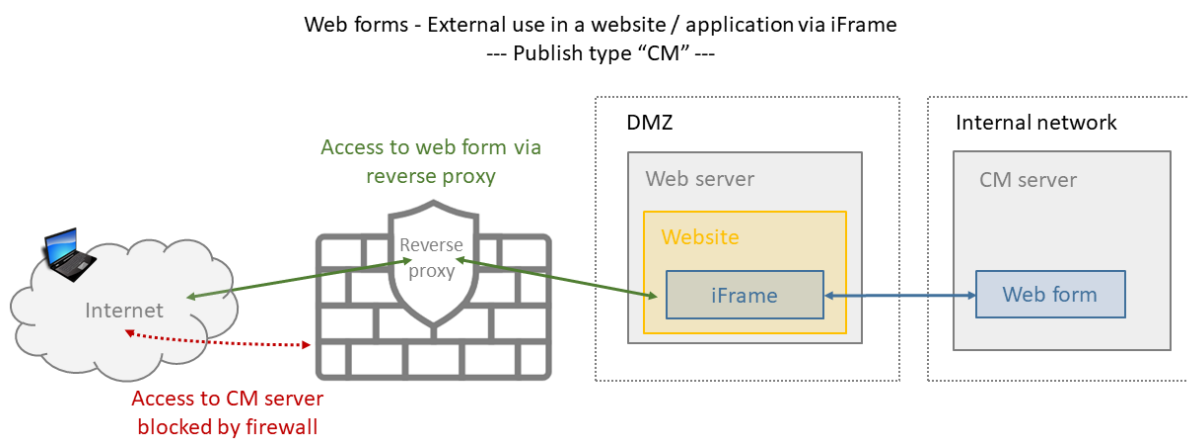 Web forms - External use in a website / application via iFrame
--- Publish type “CM” ---
DMZ
Internal network
Access to web form via
reverse proxy
Web server
CM server
Website
Reverse
proxy
Internet
iFrame
Web form
Access to CM server
blocked by firewall